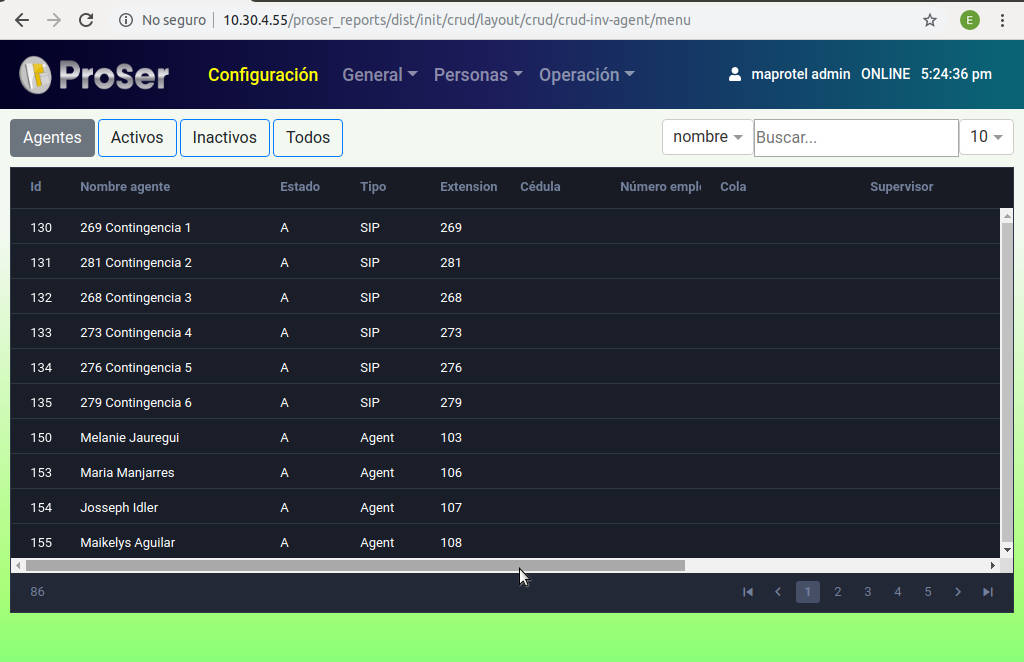 No seguro 10.30.4.55/proser_reports/dist/init/crud/layout/crud/crud-inv-agent/menu E
ProSer Configuración General Personas Operación maprotel admin ONLINE 5:24:36 pm
Agentes Activos Inactivos Todos nombre Buscar... 10
Id Nombre agente Estado Tipo Extension Cédula Número empl Cola Supervisor
130 269 Contingencia 1 A SIP 269
131 281 Contingencia 2 A SIP 281
132 268 Contingencia 3 A SIP 268
133 273 Contingencia 4 A SIP 273
134 276 Contingencia 5 A SIP 276
135 279 Contingencia 6 A SIP 279
150 Melanie Jauregui A Agent 103
153 Maria Manjarres A Agent 106
154 Josseph Idler A Agent 107
155 Maikelys Aguilar A Agent 108
86 1 2 3 4 5